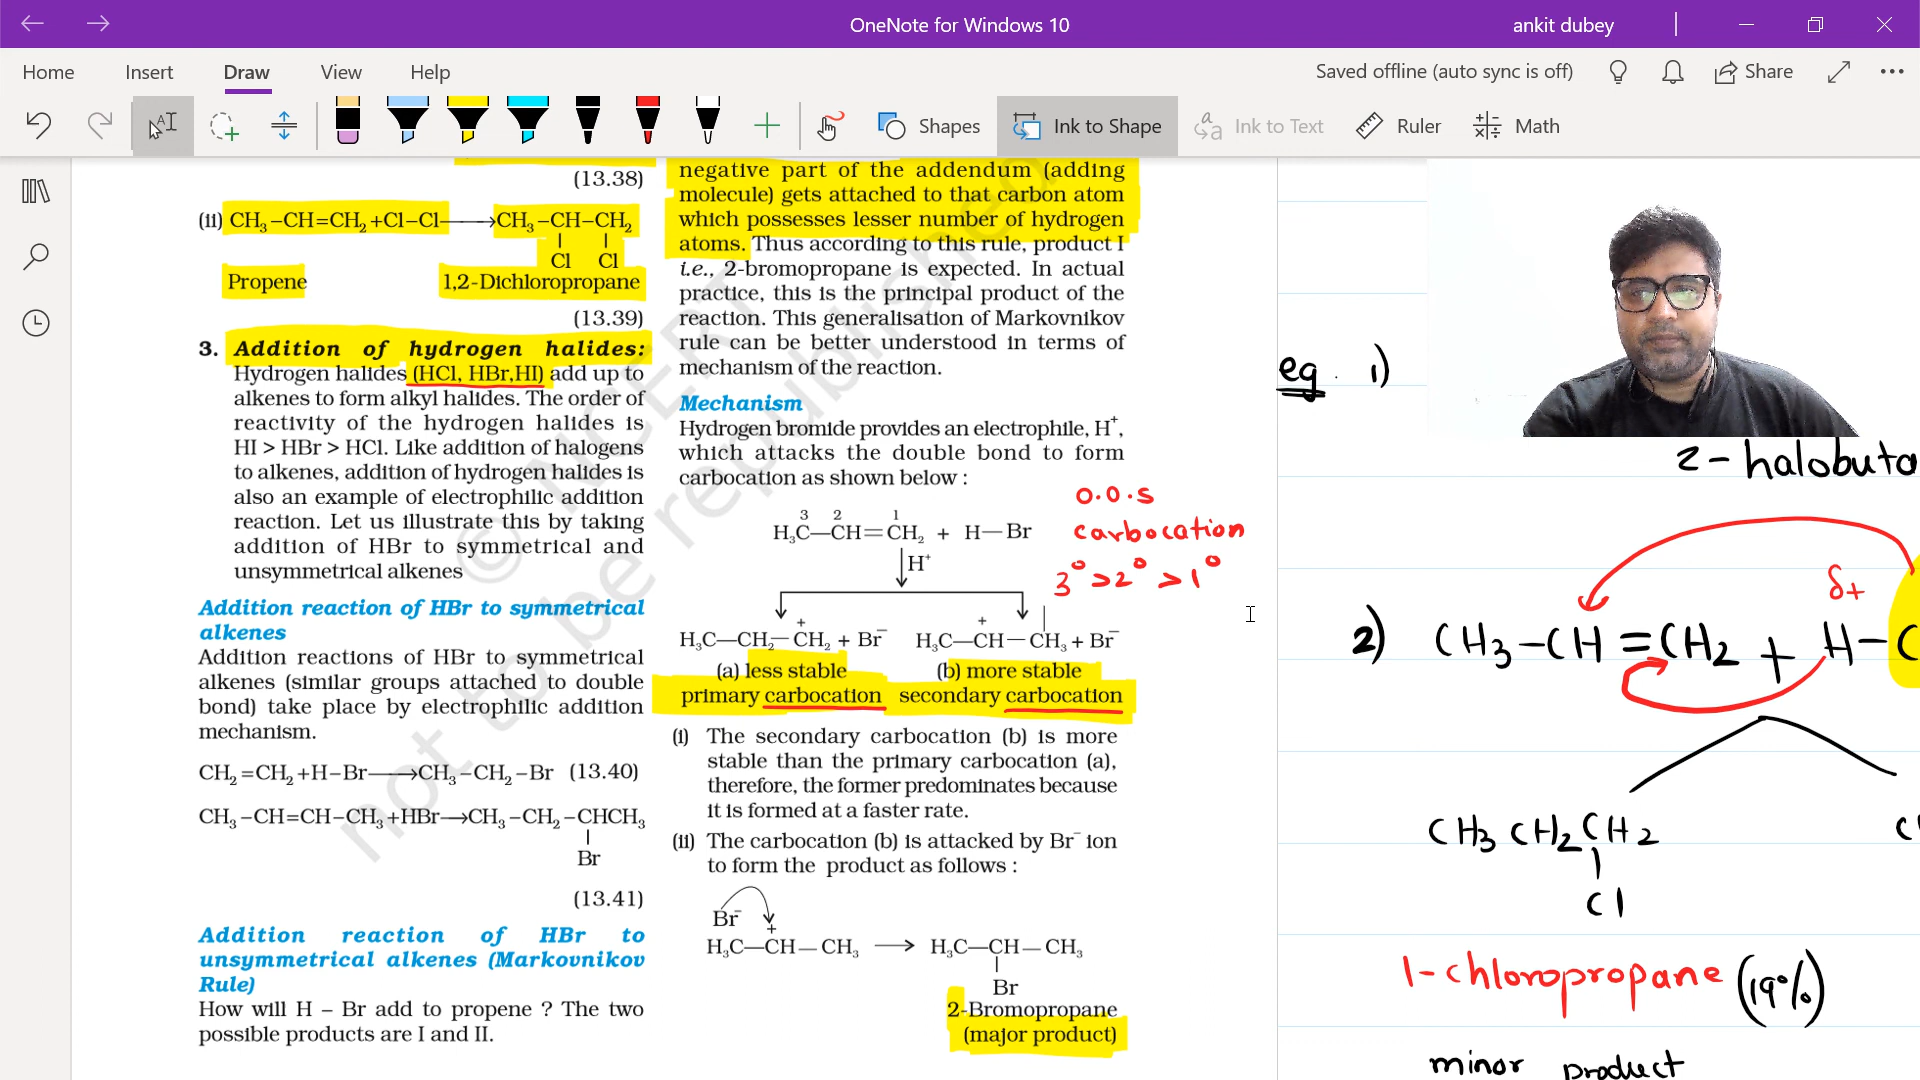 OneNote for Windows 10
ankit dubey
Home Insert Draw View Help
Saved offline (auto sync is off)
Share
Shapes
Ink to Shape
Ink to Text
Ruler
Math
(13.38)
(ii) CH₃–CH=CH₂+Cl–Cl⟶CH₃–CH–CH₂
Cl Cl
Propene 1,2-Dichloropropane
(13.39)
3. Addition of hydrogen halides:
Hydrogen halides (HCl, HBr,HI) add up to
alkenes to form alkyl halides. The order of
reactivity of the hydrogen halides is
HI > HBr > HCl. Like addition of halogens
to alkenes, addition of hydrogen halides is
also an example of electrophilic addition
reaction. Let us illustrate this by taking
addition of HBr to symmetrical and
unsymmetrical alkenes
Addition reaction of HBr to symmetrical
alkenes
Addition reactions of HBr to symmetrical
alkenes (similar groups attached to double
bond) take place by electrophilic addition
mechanism.
CH₂=CH₂+H–Br⟶CH₃–CH₂–Br (13.40)
CH₃–CH=CH–CH₃+HBr⟶CH₃–CH₂–CHCH₃
Br
(13.41)
Addition reaction of HBr to
unsymmetrical alkenes (Markovnikov
Rule)
How will H – Br add to propene ? The two
possible products are I and II.
negative part of the addendum (adding
molecule) gets attached to that carbon atom
which possesses lesser number of hydrogen
atoms. Thus according to this rule, product I
i.e., 2-bromopropane is expected. In actual
practice, this is the principal product of the
reaction. This generalisation of Markovnikov
rule can be better understood in terms of
mechanism of the reaction.
Mechanism
Hydrogen bromide provides an electrophile, H⁺,
which attacks the double bond to form
carbocation as shown below :
3 2 1
H₃C—CH=CH₂ + H—Br
H⁺
+ +
H₃C—CH₂—CH₂ + Br⁻ H₃C—CH—CH₃ + Br⁻
(a) less stable (b) more stable
primary carbocation secondary carbocation
(i) The secondary carbocation (b) is more
stable than the primary carbocation (a),
therefore, the former predominates because
it is formed at a faster rate.
(ii) The carbocation (b) is attacked by Br⁻ ion
to form the product as follows :
Br⁻
+
H₃C—CH—CH₃ ⟶ H₃C—CH—CH₃
Br
2-Bromopropane
(major product)
© NCERT
not to be republished
O.O.S
carbocation
3° > 2° > 1°
eg. 1)
2-halobuta
δ+
2) CH₃–CH=CH₂ + H–C
CH₃CH₂CH₂
Cl
1-chloropropane (19%)
minor product